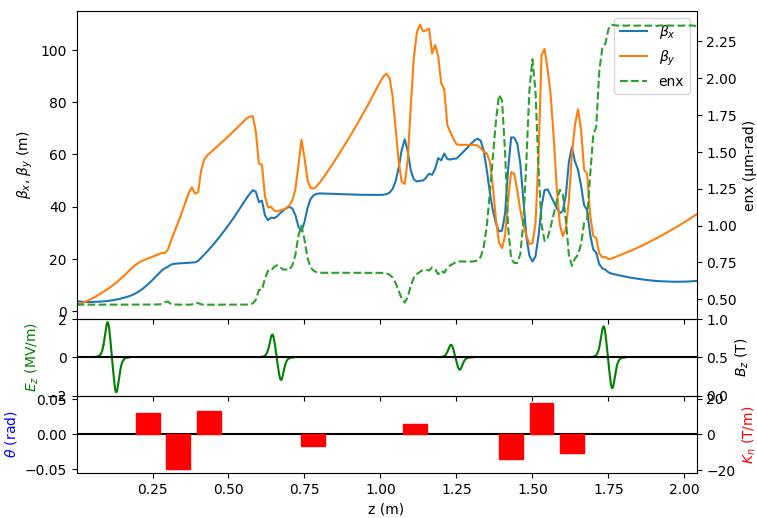 βx
βy
enx
100
80
60
40
20
0
βx, βy (m)
2.25
2.00
1.75
1.50
1.25
1.00
0.75
0.50
enx (μm-rad)
2
0
−2
Ez (MV/m)
1.0
0.5
0.0
Bz (T)
0.05
0.00
−0.05
θ (rad)
20
0
−20
Kn (T/m)
0.25 0.50 0.75 1.00 1.25 1.50 1.75 2.00
z (m)